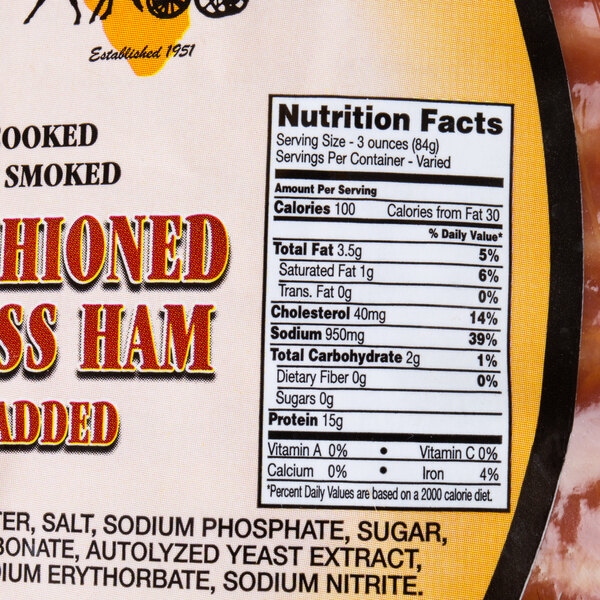 Established 1951
COOKED
SMOKED
HIONED
SS HAM
ADDED
Nutrition Facts
Serving Size - 3 ounces (84g)
Servings Per Container - Varied
Amount Per Serving
Calories 100 Calories from Fat 30
% Daily Value*
Total Fat 3.5g 5%
Saturated Fat 1g 6%
Trans. Fat 0g 0%
Cholesterol 40mg 14%
Sodium 950mg 39%
Total Carbohydrate 2g 1%
Dietary Fiber 0g 0%
Sugars 0g
Protein 15g
Vitamin A 0% • Vitamin C 0%
Calcium 0% • Iron 4%
*Percent Daily Values are based on a 2000 calorie diet.
TER, SALT, SODIUM PHOSPHATE, SUGAR,
BONATE, AUTOLYZED YEAST EXTRACT,
IUM ERYTHORBATE, SODIUM NITRITE.